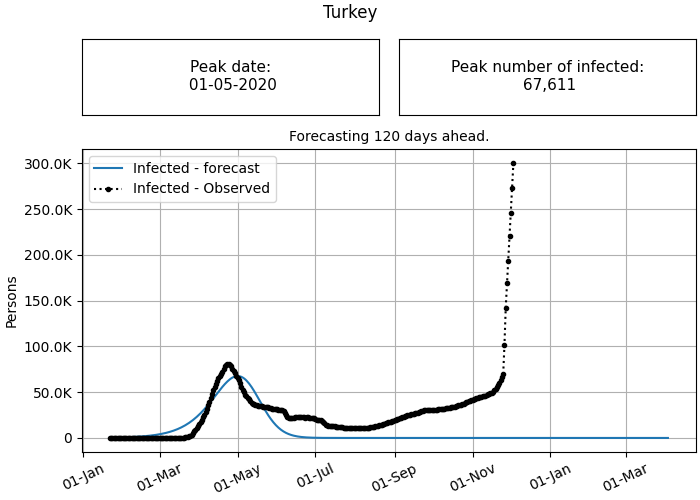 Turkey
Peak date:
01-05-2020
Peak number of infected:
67,611
Forecasting 120 days ahead.
Infected - forecast
Infected - Observed
300.0K
250.0K
200.0K
150.0K
100.0K
50.0K
0
Persons
01-Jan
01-Mar
01-May
01-Jul
01-Sep
01-Nov
01-Jan
01-Mar